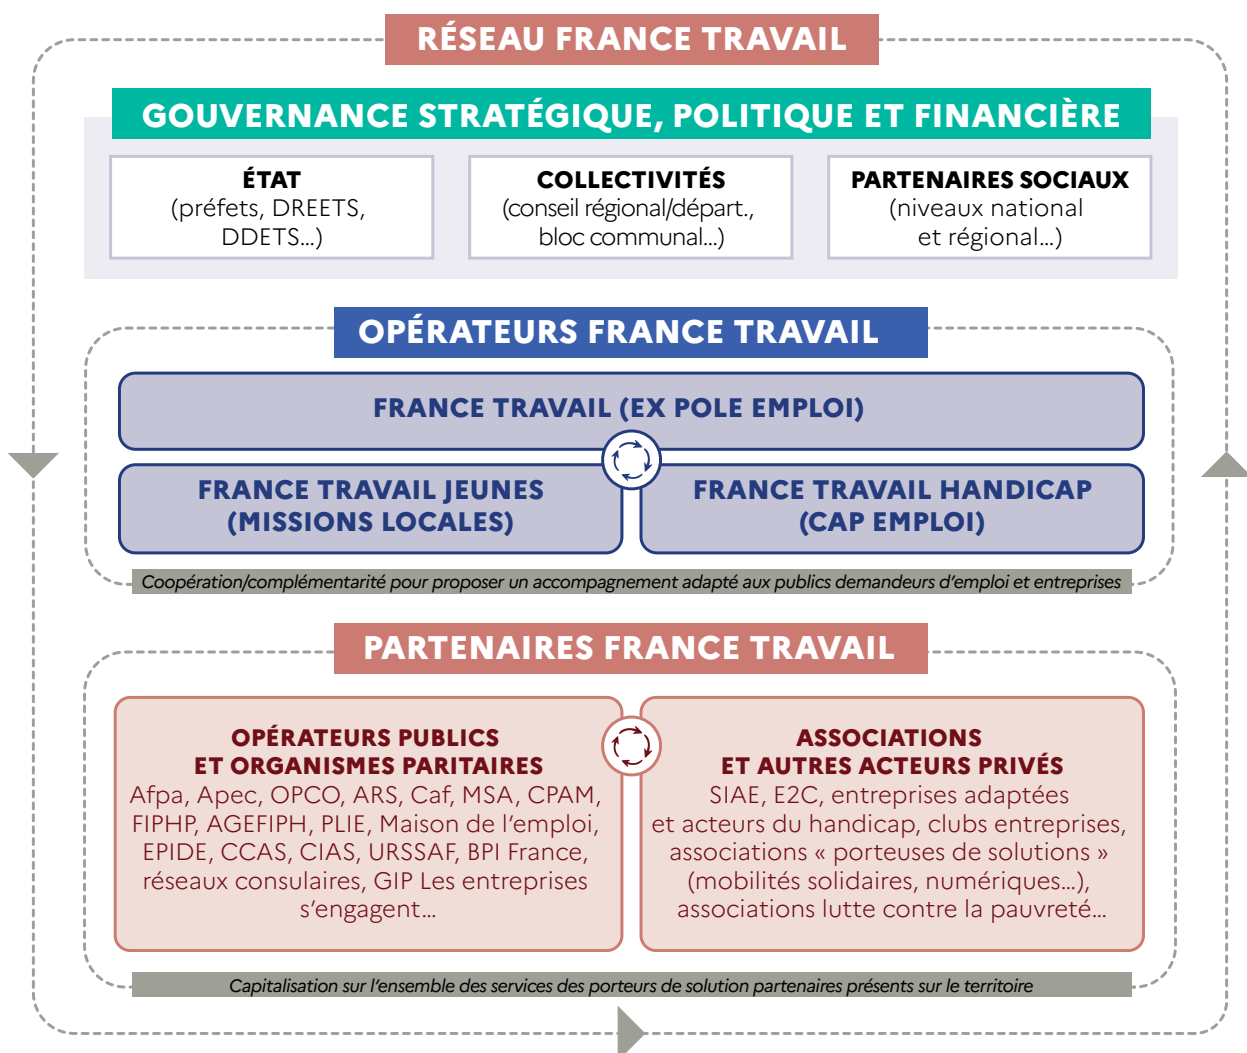 RÉSEAU FRANCE TRAVAIL
GOUVERNANCE STRATÉGIQUE, POLITIQUE ET FINANCIÈRE
ÉTAT
(préfets, DREETS,
DDETS...)
COLLECTIVITÉS
(conseil régional/départ.,
bloc communal...)
PARTENAIRES SOCIAUX
(niveaux national
et régional...)
OPÉRATEURS FRANCE TRAVAIL
FRANCE TRAVAIL (EX POLE EMPLOI)
FRANCE TRAVAIL JEUNES
(MISSIONS LOCALES)
FRANCE TRAVAIL HANDICAP
(CAP EMPLOI)
Coopération/complémentarité pour proposer un accompagnement adapté aux publics demandeurs d'emploi et entreprises
PARTENAIRES FRANCE TRAVAIL
OPÉRATEURS PUBLICS
ET ORGANISMES PARITAIRES
Afpa, Apec, OPCO, ARS, Caf, MSA, CPAM,
FIPHP, AGEFIPH, PLIE, Maison de l'emploi,
EPIDE, CCAS, CIAS, URSSAF, BPI France,
réseaux consulaires, GIP Les entreprises
s'engagent...
ASSOCIATIONS
ET AUTRES ACTEURS PRIVÉS
SIAE, E2C, entreprises adaptées
et acteurs du handicap, clubs entreprises,
associations « porteuses de solutions »
(mobilités solidaires, numériques...),
associations lutte contre la pauvreté...
Capitalisation sur l'ensemble des services des porteurs de solution partenaires présents sur le territoire